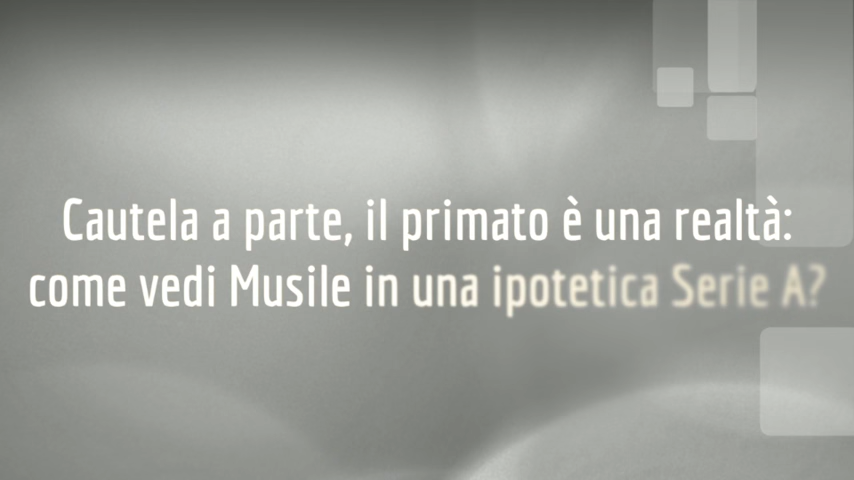 Cautela a parte, il primato è una realtà:
come vedi Musile in una ipotetica Serie A?